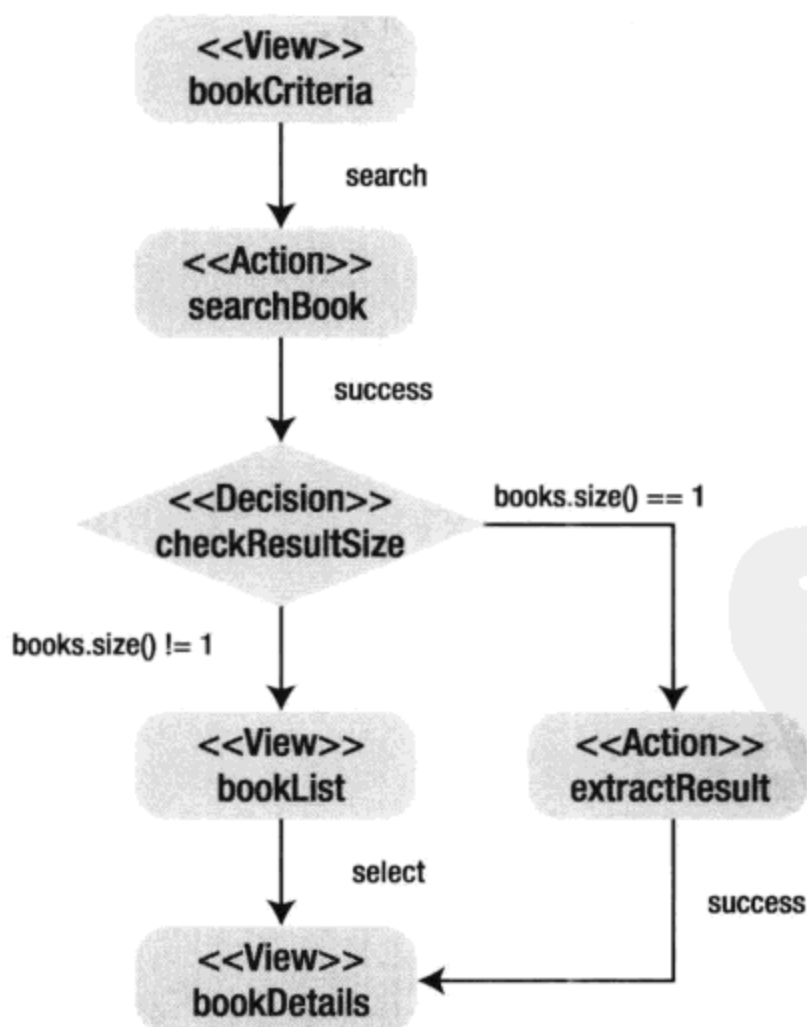 <<View>>
bookCriteria
search
<<Action>>
searchBook
success
<<Decision>>
checkResultSize
books.size() == 1
books.size() != 1
<<View>>
bookList
<<Action>>
extractResult
select
success
<<View>>
bookDetails